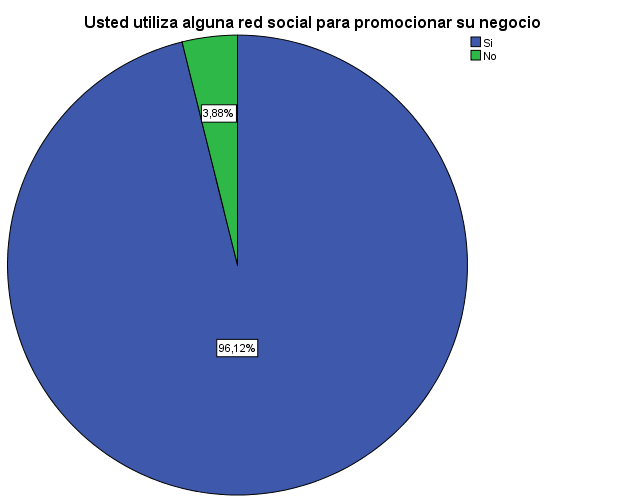 Usted utiliza alguna red social para promocionar su negocio
Si
No
3,88%
96,12%